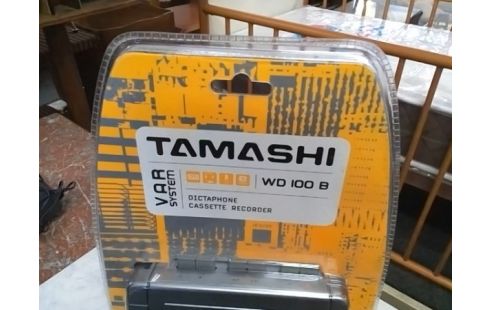 TAMASHI
VAR
SYSTEM
WD 100 B
DICTAPHONE
CASSETTE RECORDER